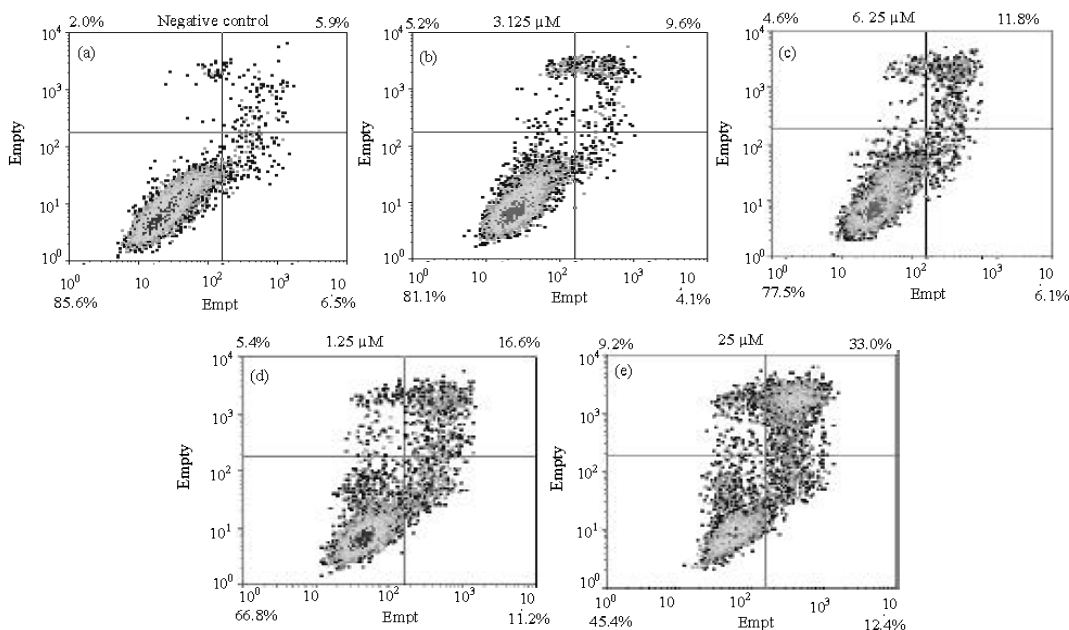 2.0% Negative control 5.9%
10⁴
(a)
10³
Empty
10²
10¹
10⁰
10⁰ 10 10² 10³ 10
85.6% Empt 6.5%
5.2% 3.125 µM 9.6%
10⁴
(b)
10³
Empty
10²
10¹
10⁰
10⁰ 10 10² 10³ 10
81.1% Empt 4.1%
4.6% 6. 25 µM 11.8%
10⁴
(c)
10³
Empty
10²
10¹
10⁰
10⁰ 10 10² 10³ 10
77.5% Empt 6.1%
5.4% 1.25 µM 16.6%
10⁴
(d)
10³
Empty
10²
10¹
10⁰
10⁰ 10 10² 10³ 10
66.8% Empt 11.2%
9.2% 25 µM 33.0%
10⁴
(e)
10³
Empty
10²
10¹
10⁰
10⁰ 10 10² 10³ 10
45.4% Empt 12.4%